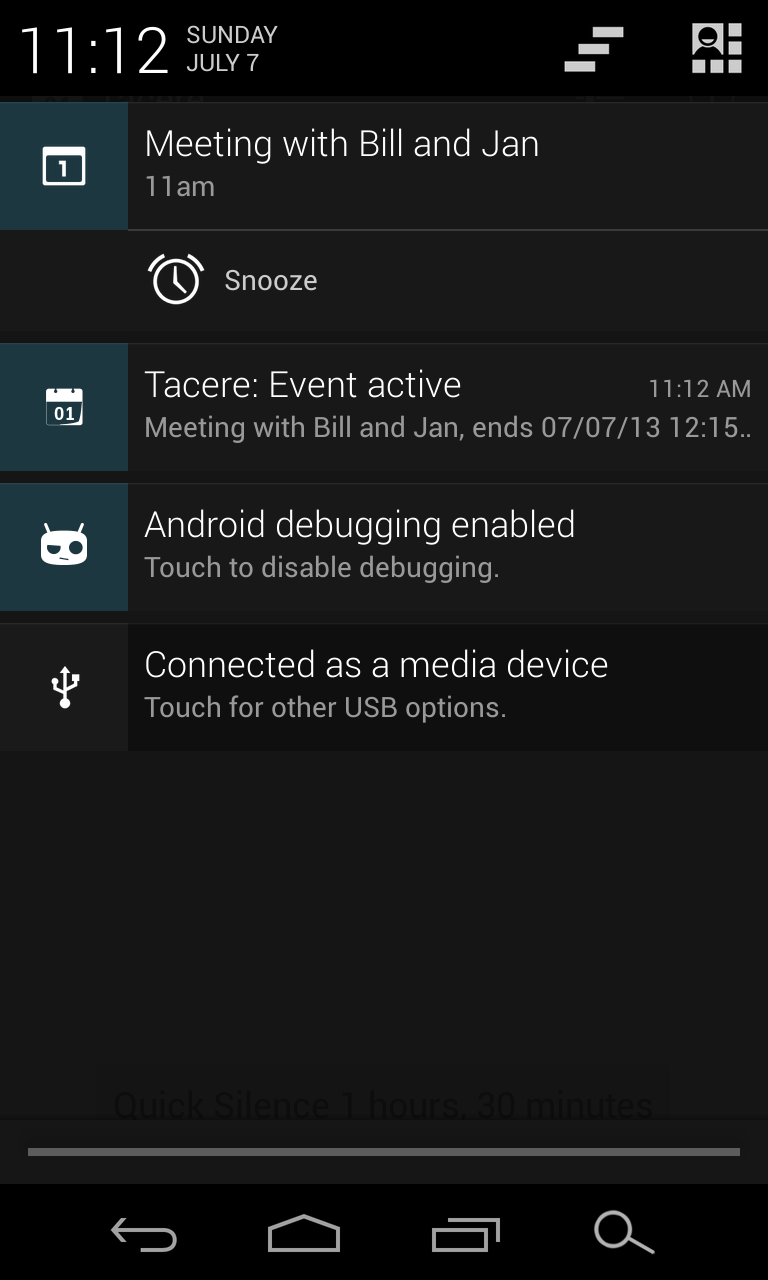 11:12
SUNDAY
JULY 7
1
Meeting with Bill and Jan
11am
Snooze
01
Tacere: Event active
11:12 AM
Meeting with Bill and Jan, ends 07/07/13 12:15..
Android debugging enabled
Touch to disable debugging.
Connected as a media device
Touch for other USB options.
Quick Silence 1 hours, 30 minutes